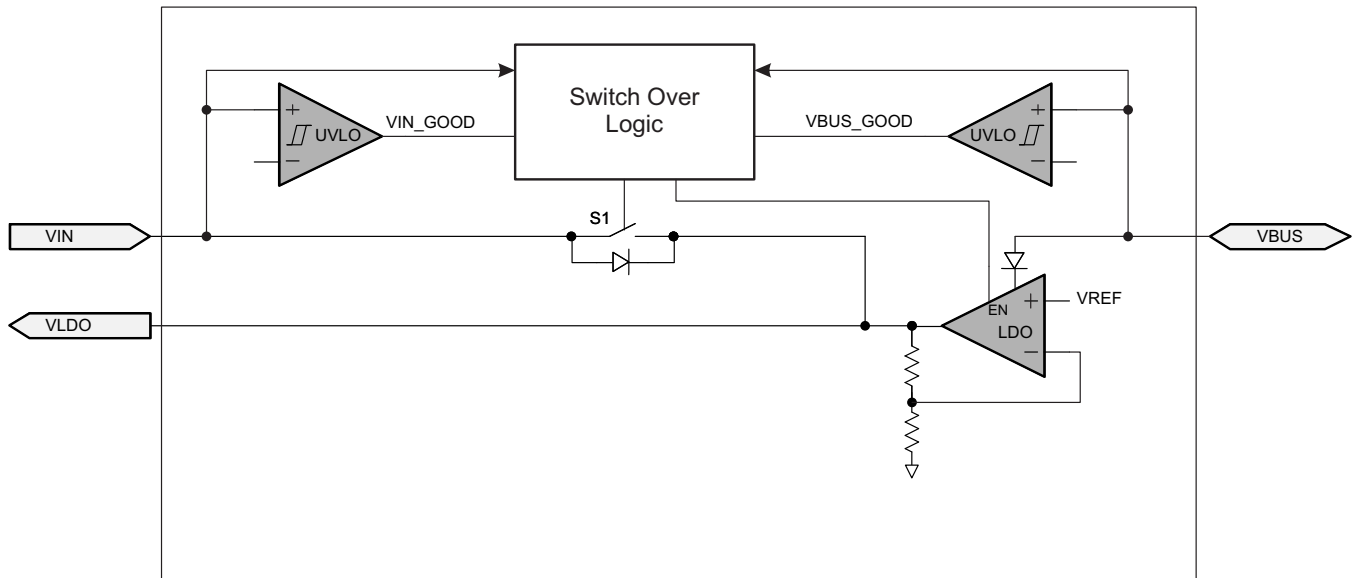 Switch Over
Logic
VIN_GOOD
VBUS_GOOD
+
UVLO
−
+
UVLO
−
S1
VIN
VBUS
VLDO
EN
+
VREF
LDO
−